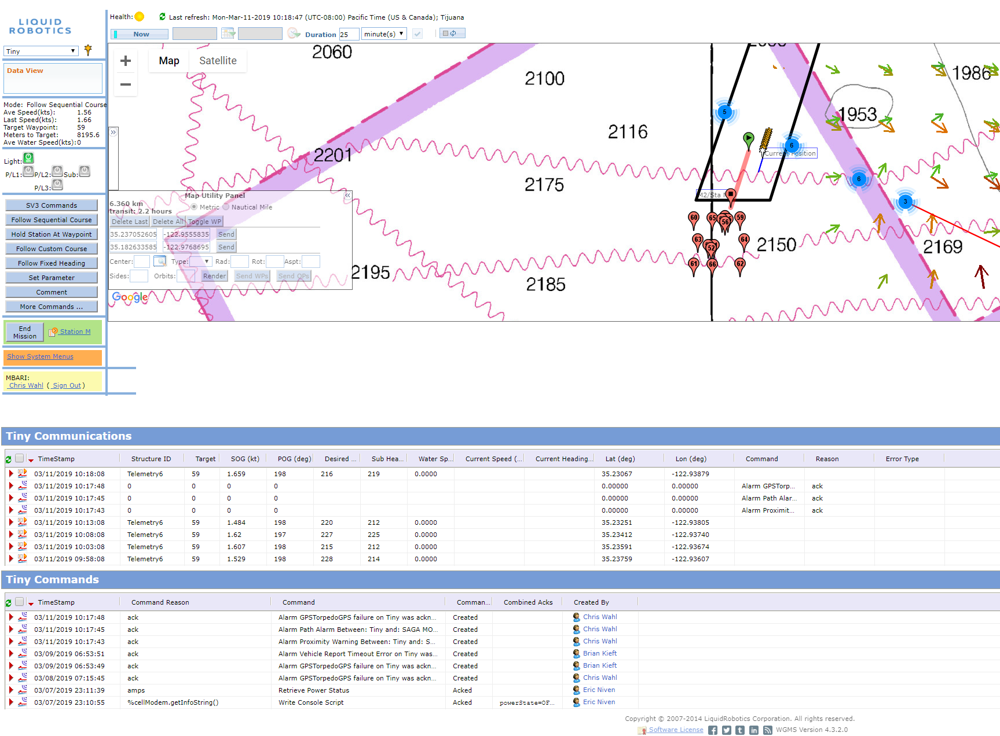 LIQUID
ROBOTICS
Health:
Last refresh: Mon-Mar-11-2019 10:18:47 (UTC-08:00) Pacific Time (US & Canada); Tijuana
Now Duration 25 minute(s)
Tiny
Data View
Mode: Follow Sequential Course
Ave Speed(kts): 1.56
Last Speed(kts): 1.66
Target Waypoint: 59
Meters to Target: 8195.6
Ave Water Speed(kts):0
Light:
P/L1: P/L2: Sub:
P/L3:
SV3 Commands
Follow Sequential Course
Hold Station At Waypoint
Follow Custom Course
Follow Fixed Heading
Set Parameter
Comment
More Commands ...
End Mission
Station M
Show System Menus
MBARI:
Chris Wahl ( Sign Out )
Map Satellite
2060
2100
1986
1953
5
2116
6
Current Position
2201
6
2175
3
M2/Sta
60 65 56 59
63 52 64
61 66 62
2150
2169
2195
2185
Map Utility Panel
6.360 km
Metric Nautical Mile
transit: 2.2 hours
Delete Last Delete All Toggle WP
35.237052605 -122.9555835 Send
35.182633585 -122.9768695 Send
Center: Type: Rad: Rot: Aspt:
Sides: Orbits: Render Send WPs Send OPs
Google
Tiny Communications
TimeStamp Structure ID Target SOG (kt) POG (deg) Desired ... Sub Hea... Water Sp... Current Speed (... Current Heading... Lat (deg) Lon (deg) Command Reason Error Type
03/11/2019 10:18:08 Telemetry6 59 1.659 198 216 219 0.0000 35.23067 -122.93879
03/11/2019 10:17:48 0 0 0 0 0.00000 0.00000 Alarm GPSTorp... ack
03/11/2019 10:17:45 0 0 0 0 0.00000 0.00000 Alarm Path Alar... ack
03/11/2019 10:17:43 0 0 0 0 0.00000 0.00000 Alarm Proximit... ack
03/11/2019 10:13:08 Telemetry6 59 1.484 198 220 212 0.0000 35.23251 -122.93805
03/11/2019 10:08:08 Telemetry6 59 1.62 197 227 225 0.0000 35.23412 -122.93740
03/11/2019 10:03:08 Telemetry6 59 1.607 198 215 212 0.0000 35.23591 -122.93674
03/11/2019 09:58:08 Telemetry6 59 1.529 198 228 214 0.0000 35.23759 -122.93607
Tiny Commands
TimeStamp Command Reason Command Comman... Combined Acks Created By
03/11/2019 10:17:48 ack Alarm GPSTorpedoGPS failure on Tiny was ackn... Created Chris Wahl
03/11/2019 10:17:45 ack Alarm Path Alarm Between: Tiny and: SAGA MO... Created Chris Wahl
03/11/2019 10:17:43 ack Alarm Proximity Warning Between: Tiny and: S... Created Chris Wahl
03/09/2019 06:53:51 ack Alarm Vehicle Report Timeout Error on Tiny was... Created Brian Kieft
03/09/2019 06:53:49 ack Alarm GPSTorpedoGPS failure on Tiny was ackn... Created Brian Kieft
03/08/2019 07:15:45 ack Alarm GPSTorpedoGPS failure on Tiny was ackn... Created Chris Wahl
03/07/2019 23:11:39 amps Retrieve Power Status Acked Eric Niven
03/07/2019 23:10:55 %cellModem.getInfoString() Write Console Script Acked powerState=OF... Eric Niven
Copyright © 2007-2014 LiquidRobotics Corporation. All rights reserved.
Software License WGMS Version 4.3.2.0